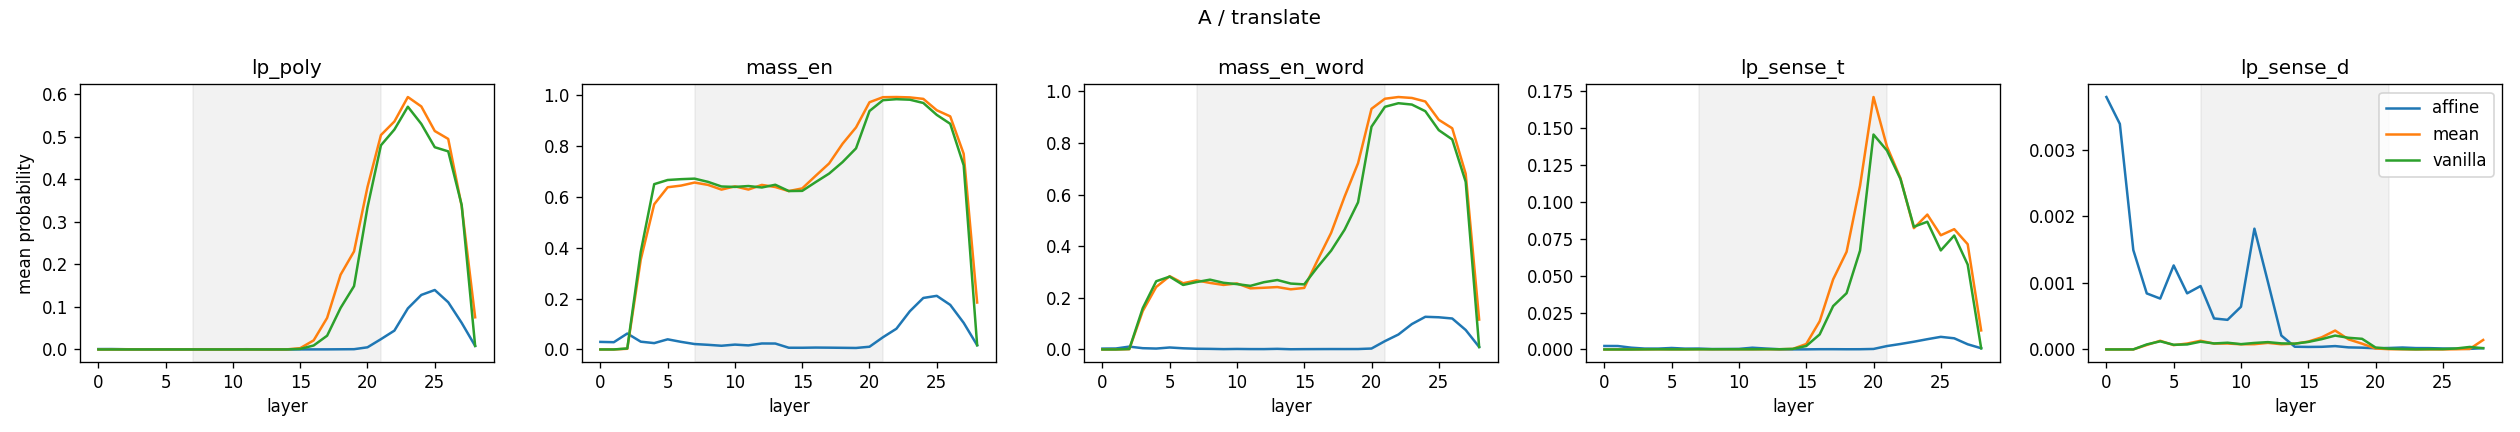 A / translate
lp_poly
mean probability
0.6
0.5
0.4
0.3
0.2
0.1
0.0
0 5 10 15 20 25
layer
mass_en
1.0
0.8
0.6
0.4
0.2
0.0
0 5 10 15 20 25
layer
mass_en_word
1.0
0.8
0.6
0.4
0.2
0.0
0 5 10 15 20 25
layer
lp_sense_t
0.175
0.150
0.125
0.100
0.075
0.050
0.025
0.000
0 5 10 15 20 25
layer
lp_sense_d
0.003
0.002
0.001
0.000
0 5 10 15 20 25
layer
affine
mean
vanilla